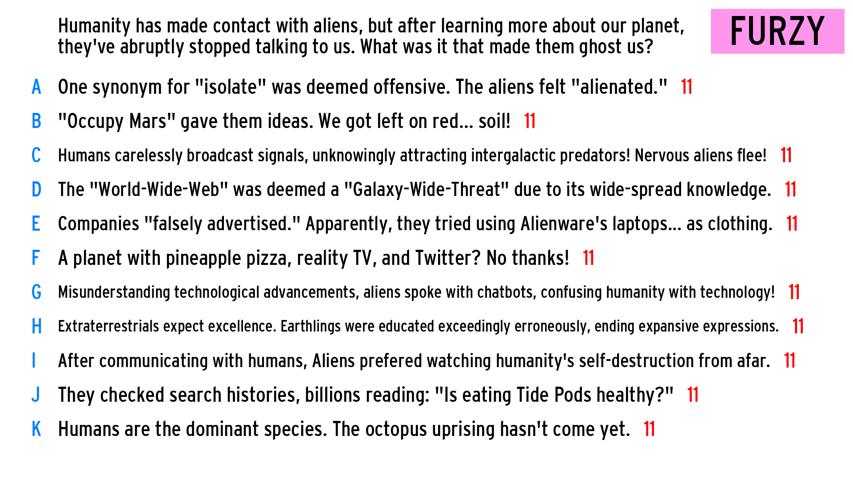 Humanity has made contact with aliens, but after learning more about our planet,
they've abruptly stopped talking to us. What was it that made them ghost us?
FURZY
A One synonym for "isolate" was deemed offensive. The aliens felt "alienated." 11
B "Occupy Mars" gave them ideas. We got left on red... soil! 11
C Humans carelessly broadcast signals, unknowingly attracting intergalactic predators! Nervous aliens flee! 11
D The "World-Wide-Web" was deemed a "Galaxy-Wide-Threat" due to its wide-spread knowledge. 11
E Companies "falsely advertised." Apparently, they tried using Alienware's laptops... as clothing. 11
F A planet with pineapple pizza, reality TV, and Twitter? No thanks! 11
G Misunderstanding technological advancements, aliens spoke with chatbots, confusing humanity with technology! 11
H Extraterrestrials expect excellence. Earthlings were educated exceedingly erroneously, ending expansive expressions. 11
I After communicating with humans, Aliens prefered watching humanity's self-destruction from afar. 11
J They checked search histories, billions reading: "Is eating Tide Pods healthy?" 11
K Humans are the dominant species. The octopus uprising hasn't come yet. 11